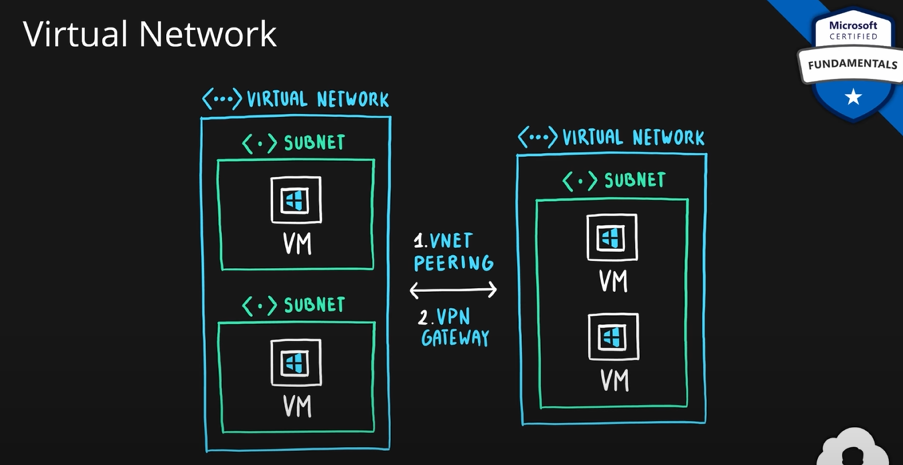 Virtual Network
Microsoft
CERTIFIED
FUNDAMENTALS
<···> VIRTUAL NETWORK
<·> SUBNET
VM
<·> SUBNET
VM
1. VNET
PEERING
2. VPN
GATEWAY
<···> VIRTUAL NETWORK
<·> SUBNET
VM
VM